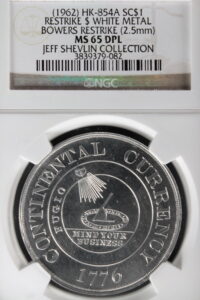 (1962) HK-854A SC$1
RESTRIKE $ WHITE METAL
BOWERS RESTRIKE (2.5mm)
MS 65 DPL
JEFF SHEVLIN COLLECTION
3839379-082
NGC
CONTINENTAL CURRENCY
FUGIO
MIND YOUR
BUSINESS
1776